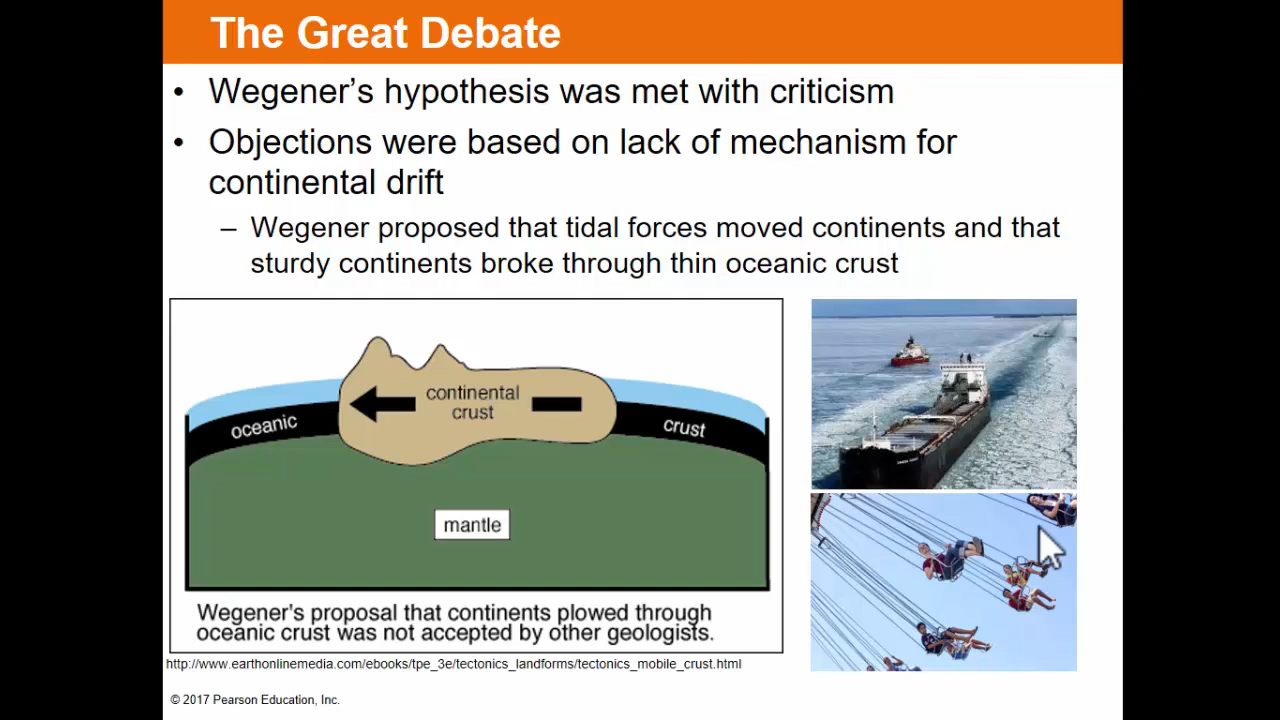 The Great Debate
• Wegener's hypothesis was met with criticism
• Objections were based on lack of mechanism for
continental drift
– Wegener proposed that tidal forces moved continents and that
sturdy continents broke through thin oceanic crust
continental
crust
oceanic
crust
mantle
Wegener's proposal that continents plowed through
oceanic crust was not accepted by other geologists.
http://www.earthonlinemedia.com/ebooks/tpe_3e/tectonics_landforms/tectonics_mobile_crust.html
© 2017 Pearson Education, Inc.